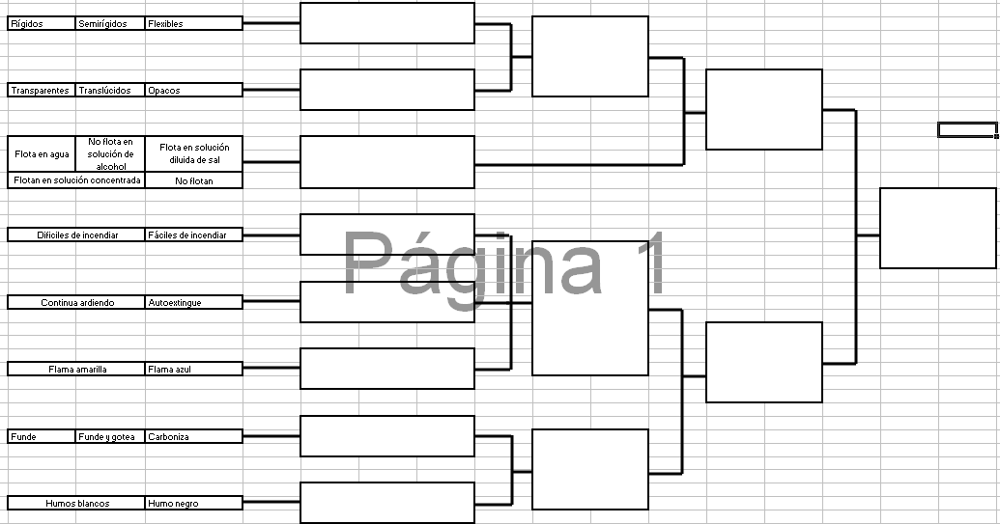 Rígidos Semirígidos Flexibles
Transparentes Translúcidos Opacos
Flota en agua
No flota en
solución de
alcohol
Flota en solución
diluida de sal
Flotan en solución concentrada No flotan
Dificiles de incendiar Fáciles de incendiar
Página 1
Continua ardiendo Autoextingue
Flama amarilla Flama azul
Funde Funde y gotea Carboniza
Humos blancos Humo negro